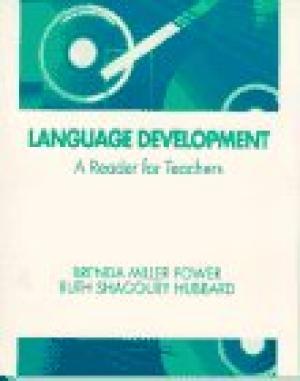 LANGUAGE DEVELOPMENT
A Reader for Teachers
BRENDA MILLER POWER
RUTH SHAGOURY HUBBARD